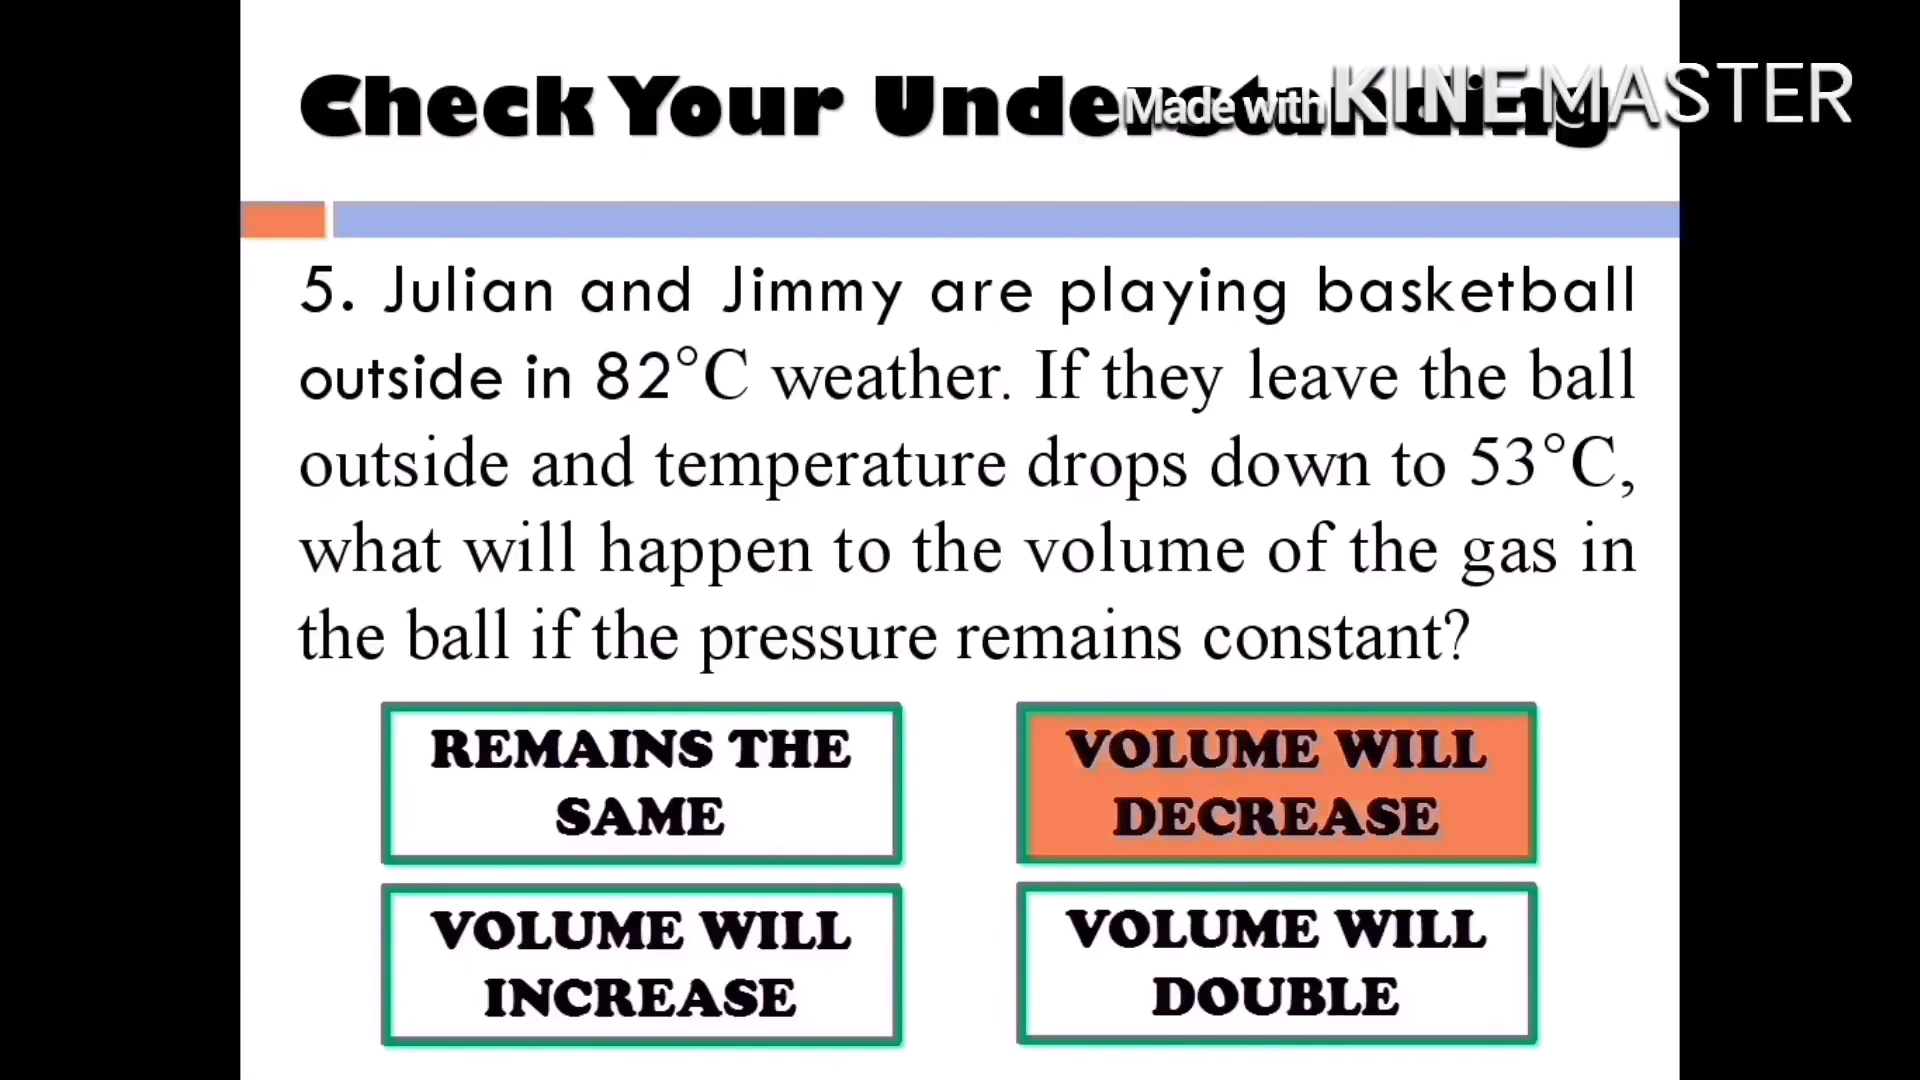 Check Your Understanding
Made with KINEMASTER
5. Julian and Jimmy are playing basketball
outside in 82°C weather. If they leave the ball
outside and temperature drops down to 53°C,
what will happen to the volume of the gas in
the ball if the pressure remains constant?
REMAINS THE
SAME
VOLUME WILL
DECREASE
VOLUME WILL
INCREASE
VOLUME WILL
DOUBLE